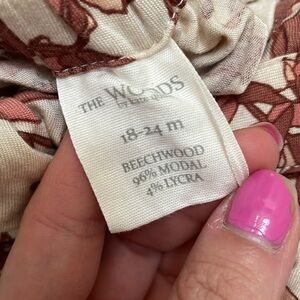 THE WOODS
18-24 m
BEECHWOOD
96% MODAL
4% LYCRA